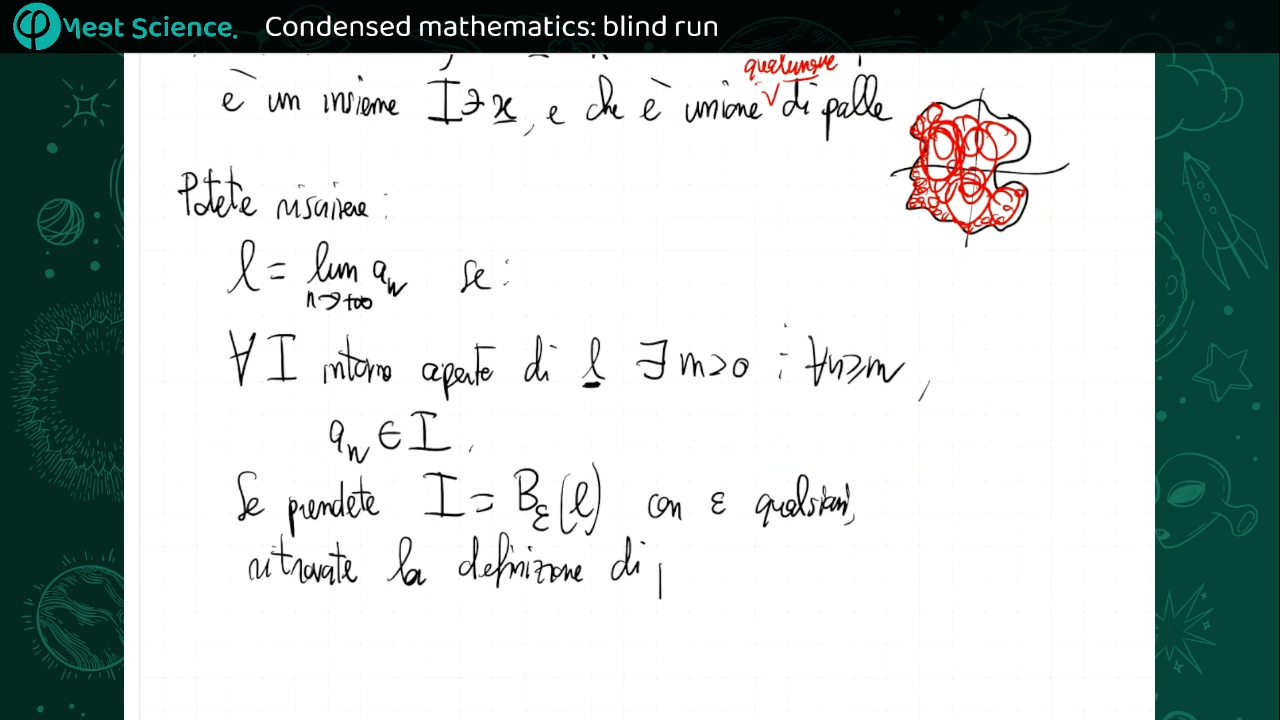 Meet Science.
Condensed mathematics: blind run
qualunque
è un insieme I∋x, e che è unione √ di palle
Potete riscrivere:
l = lim aₙ se:
n→+∞
∀ I intorno aperto di l ∃ m>0 : ∀n≥m,
aₙ ∈ I.
Se prendete I = Bε(l) con ε qualsiasi,
ritrovate la definizione di